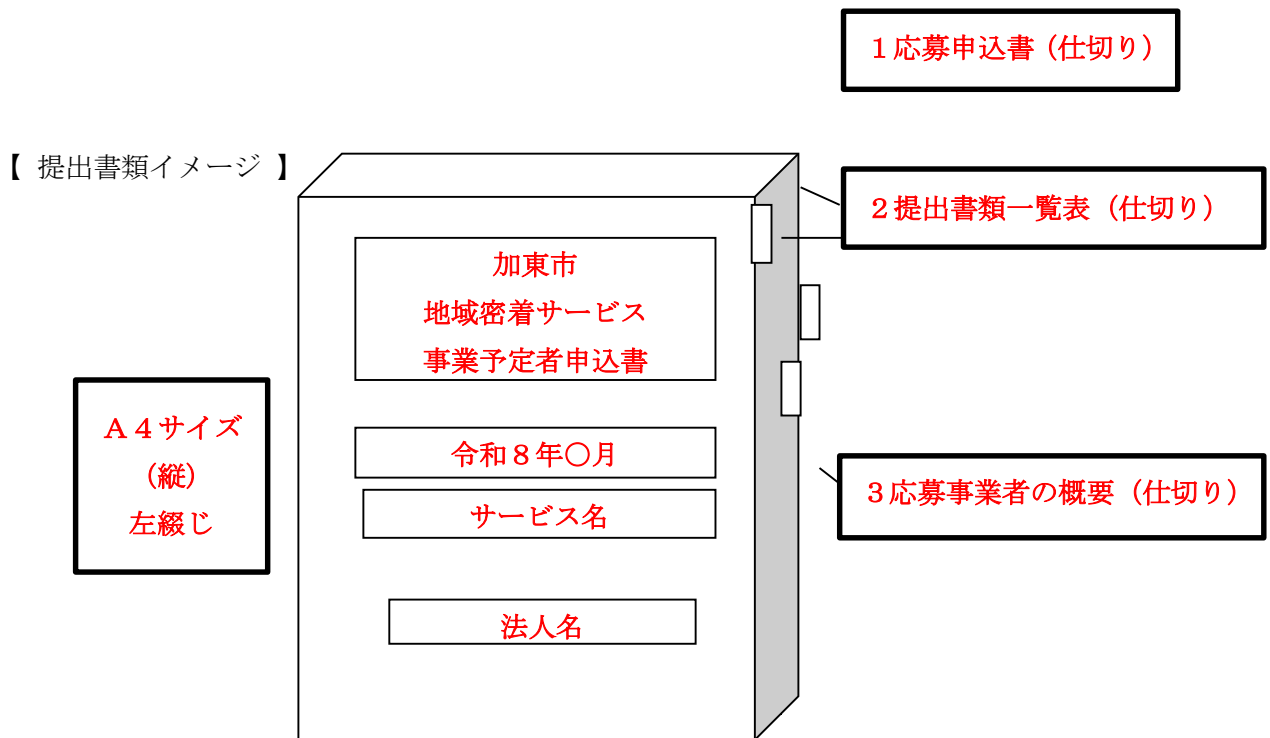 １応募申込書（仕切り）
【 提出書類イメージ 】
２提出書類一覧表（仕切り）
加東市
地域密着サービス
事業予定者申込書
Ａ４サイズ
（縦）
左綴じ
令和８年〇月
サービス名
３応募事業者の概要（仕切り）
法人名